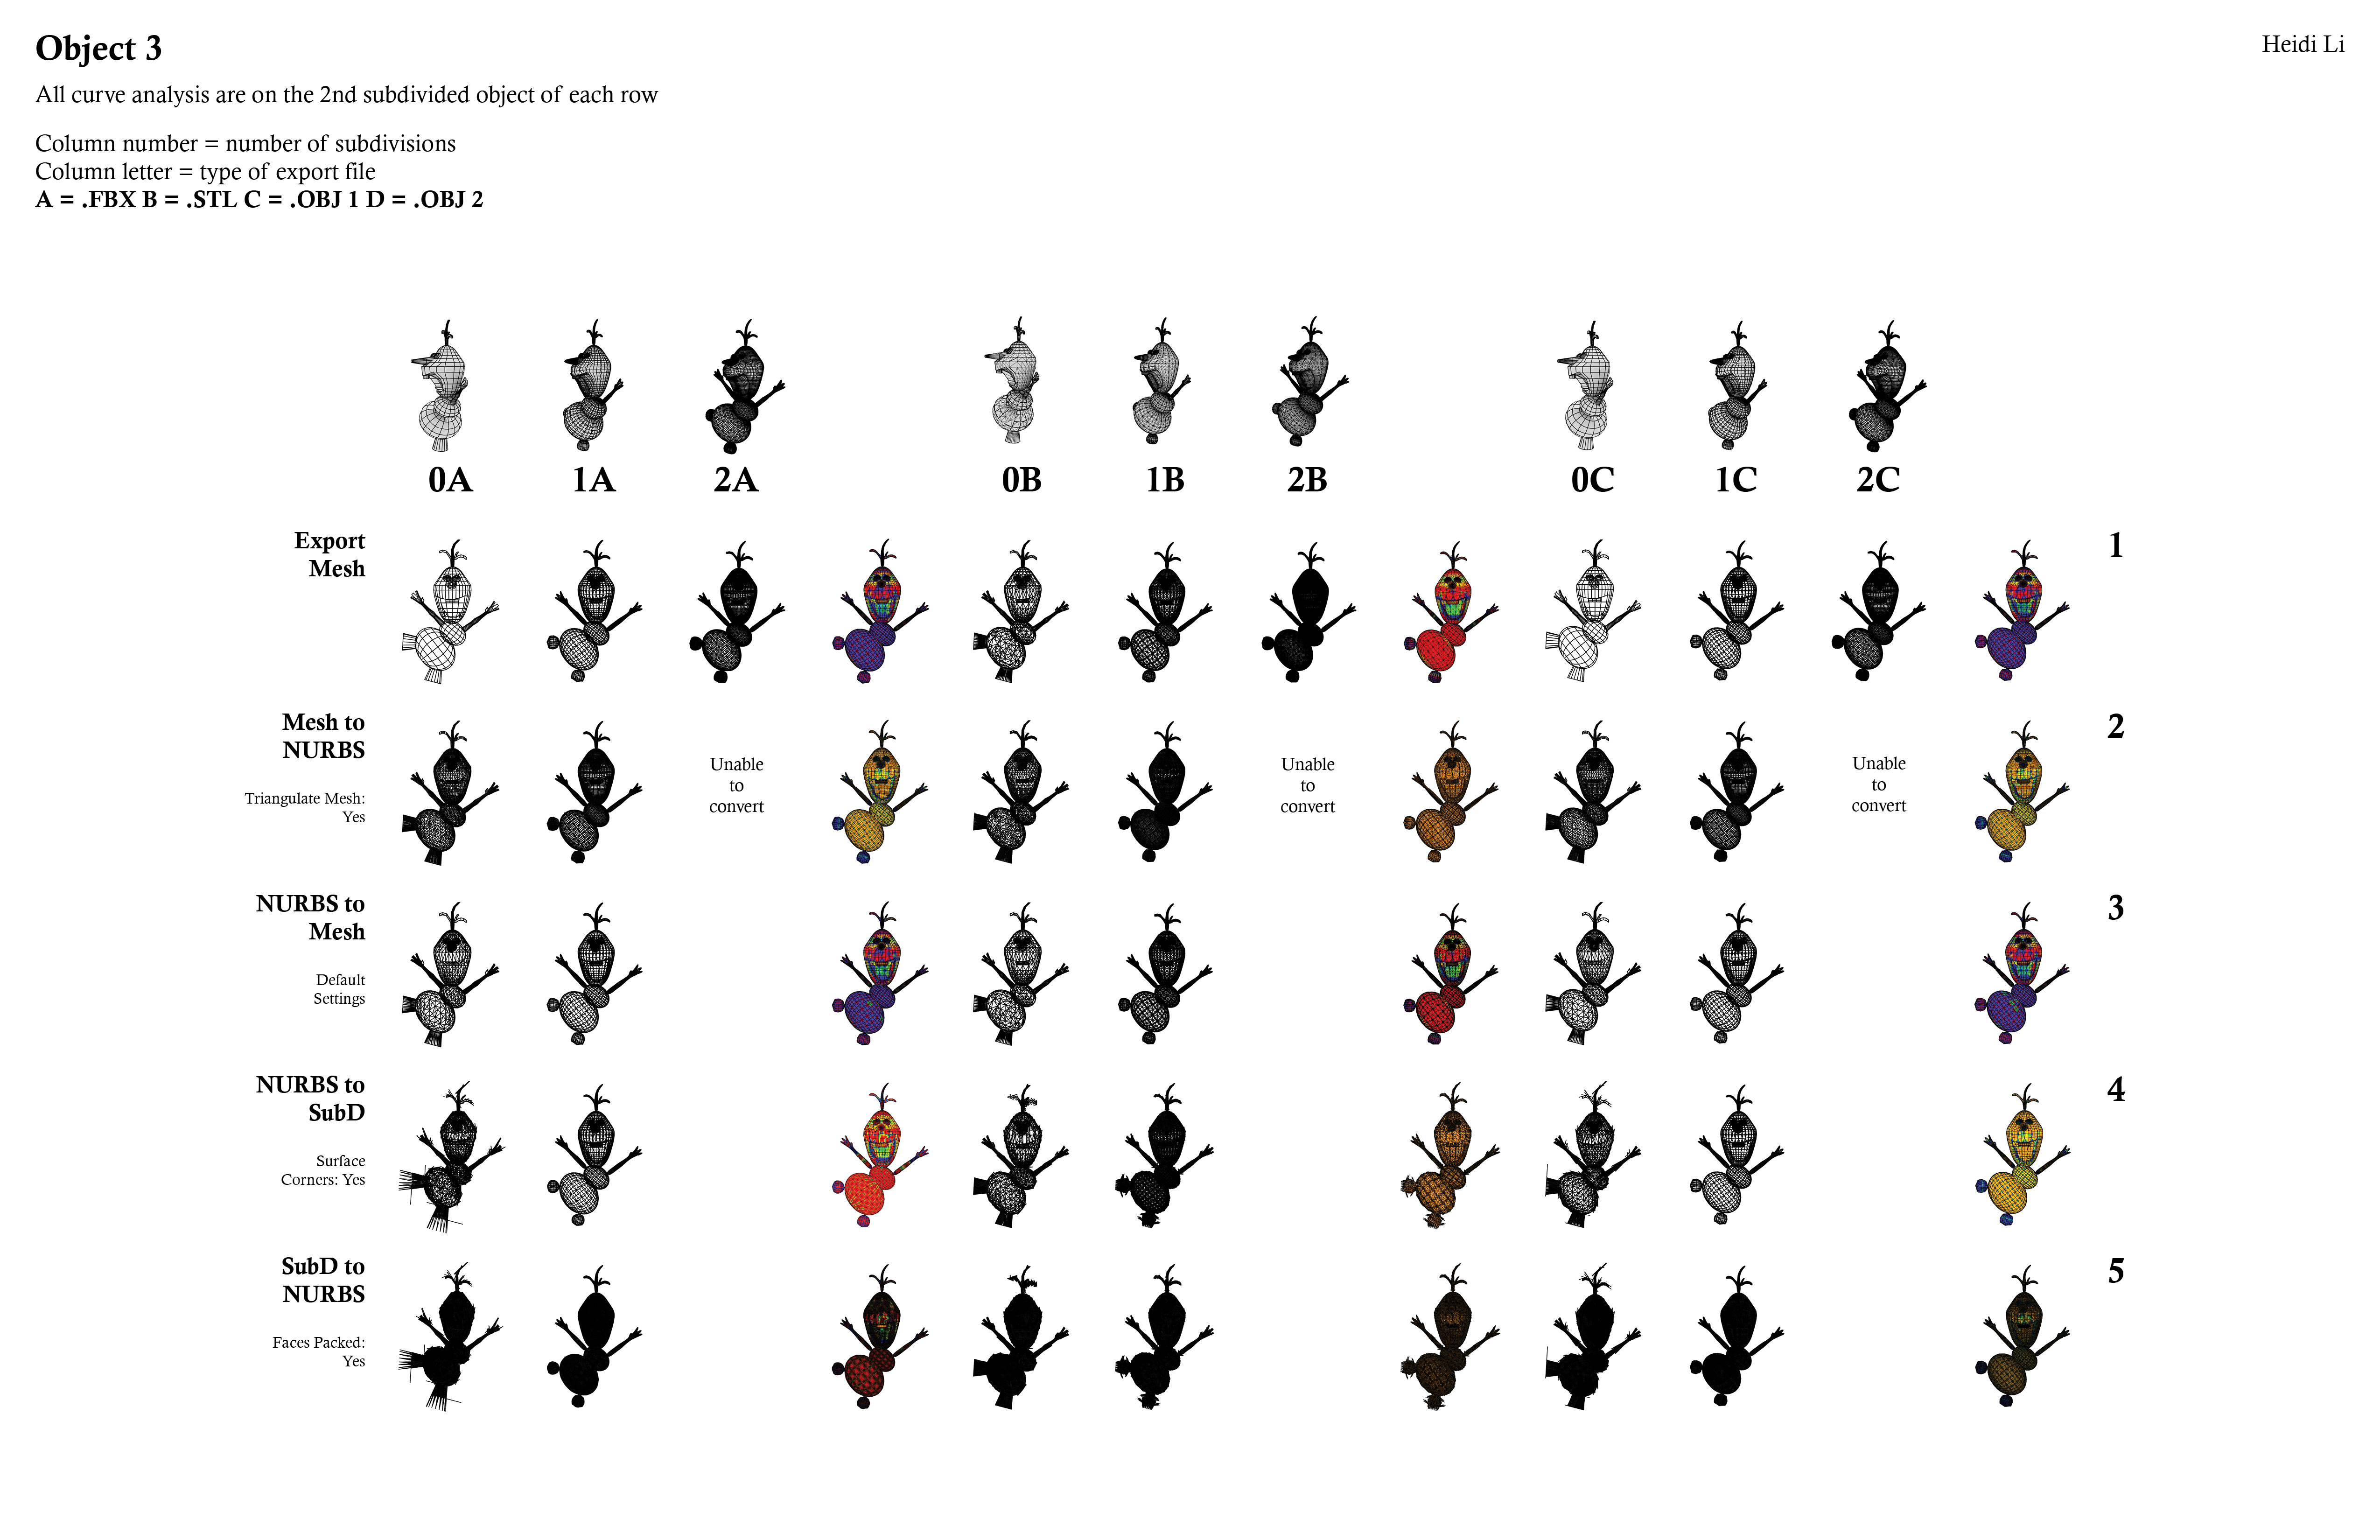 Object 3
Heidi Li
All curve analysis are on the 2nd subdivided object of each row
Column number = number of subdivisions
Column letter = type of export file
A = .FBX B = .STL C = .OBJ 1 D = .OBJ 2
0A 1A 2A 0B 1B 2B 0C 1C 2C
Export
Mesh
1
Mesh to
NURBS
Triangulate Mesh:
Yes
Unable
to
convert
Unable
to
convert
Unable
to
convert
2
NURBS to
Mesh
Default
Settings
3
NURBS to
SubD
Surface
Corners: Yes
4
SubD to
NURBS
Faces Packed:
Yes
5